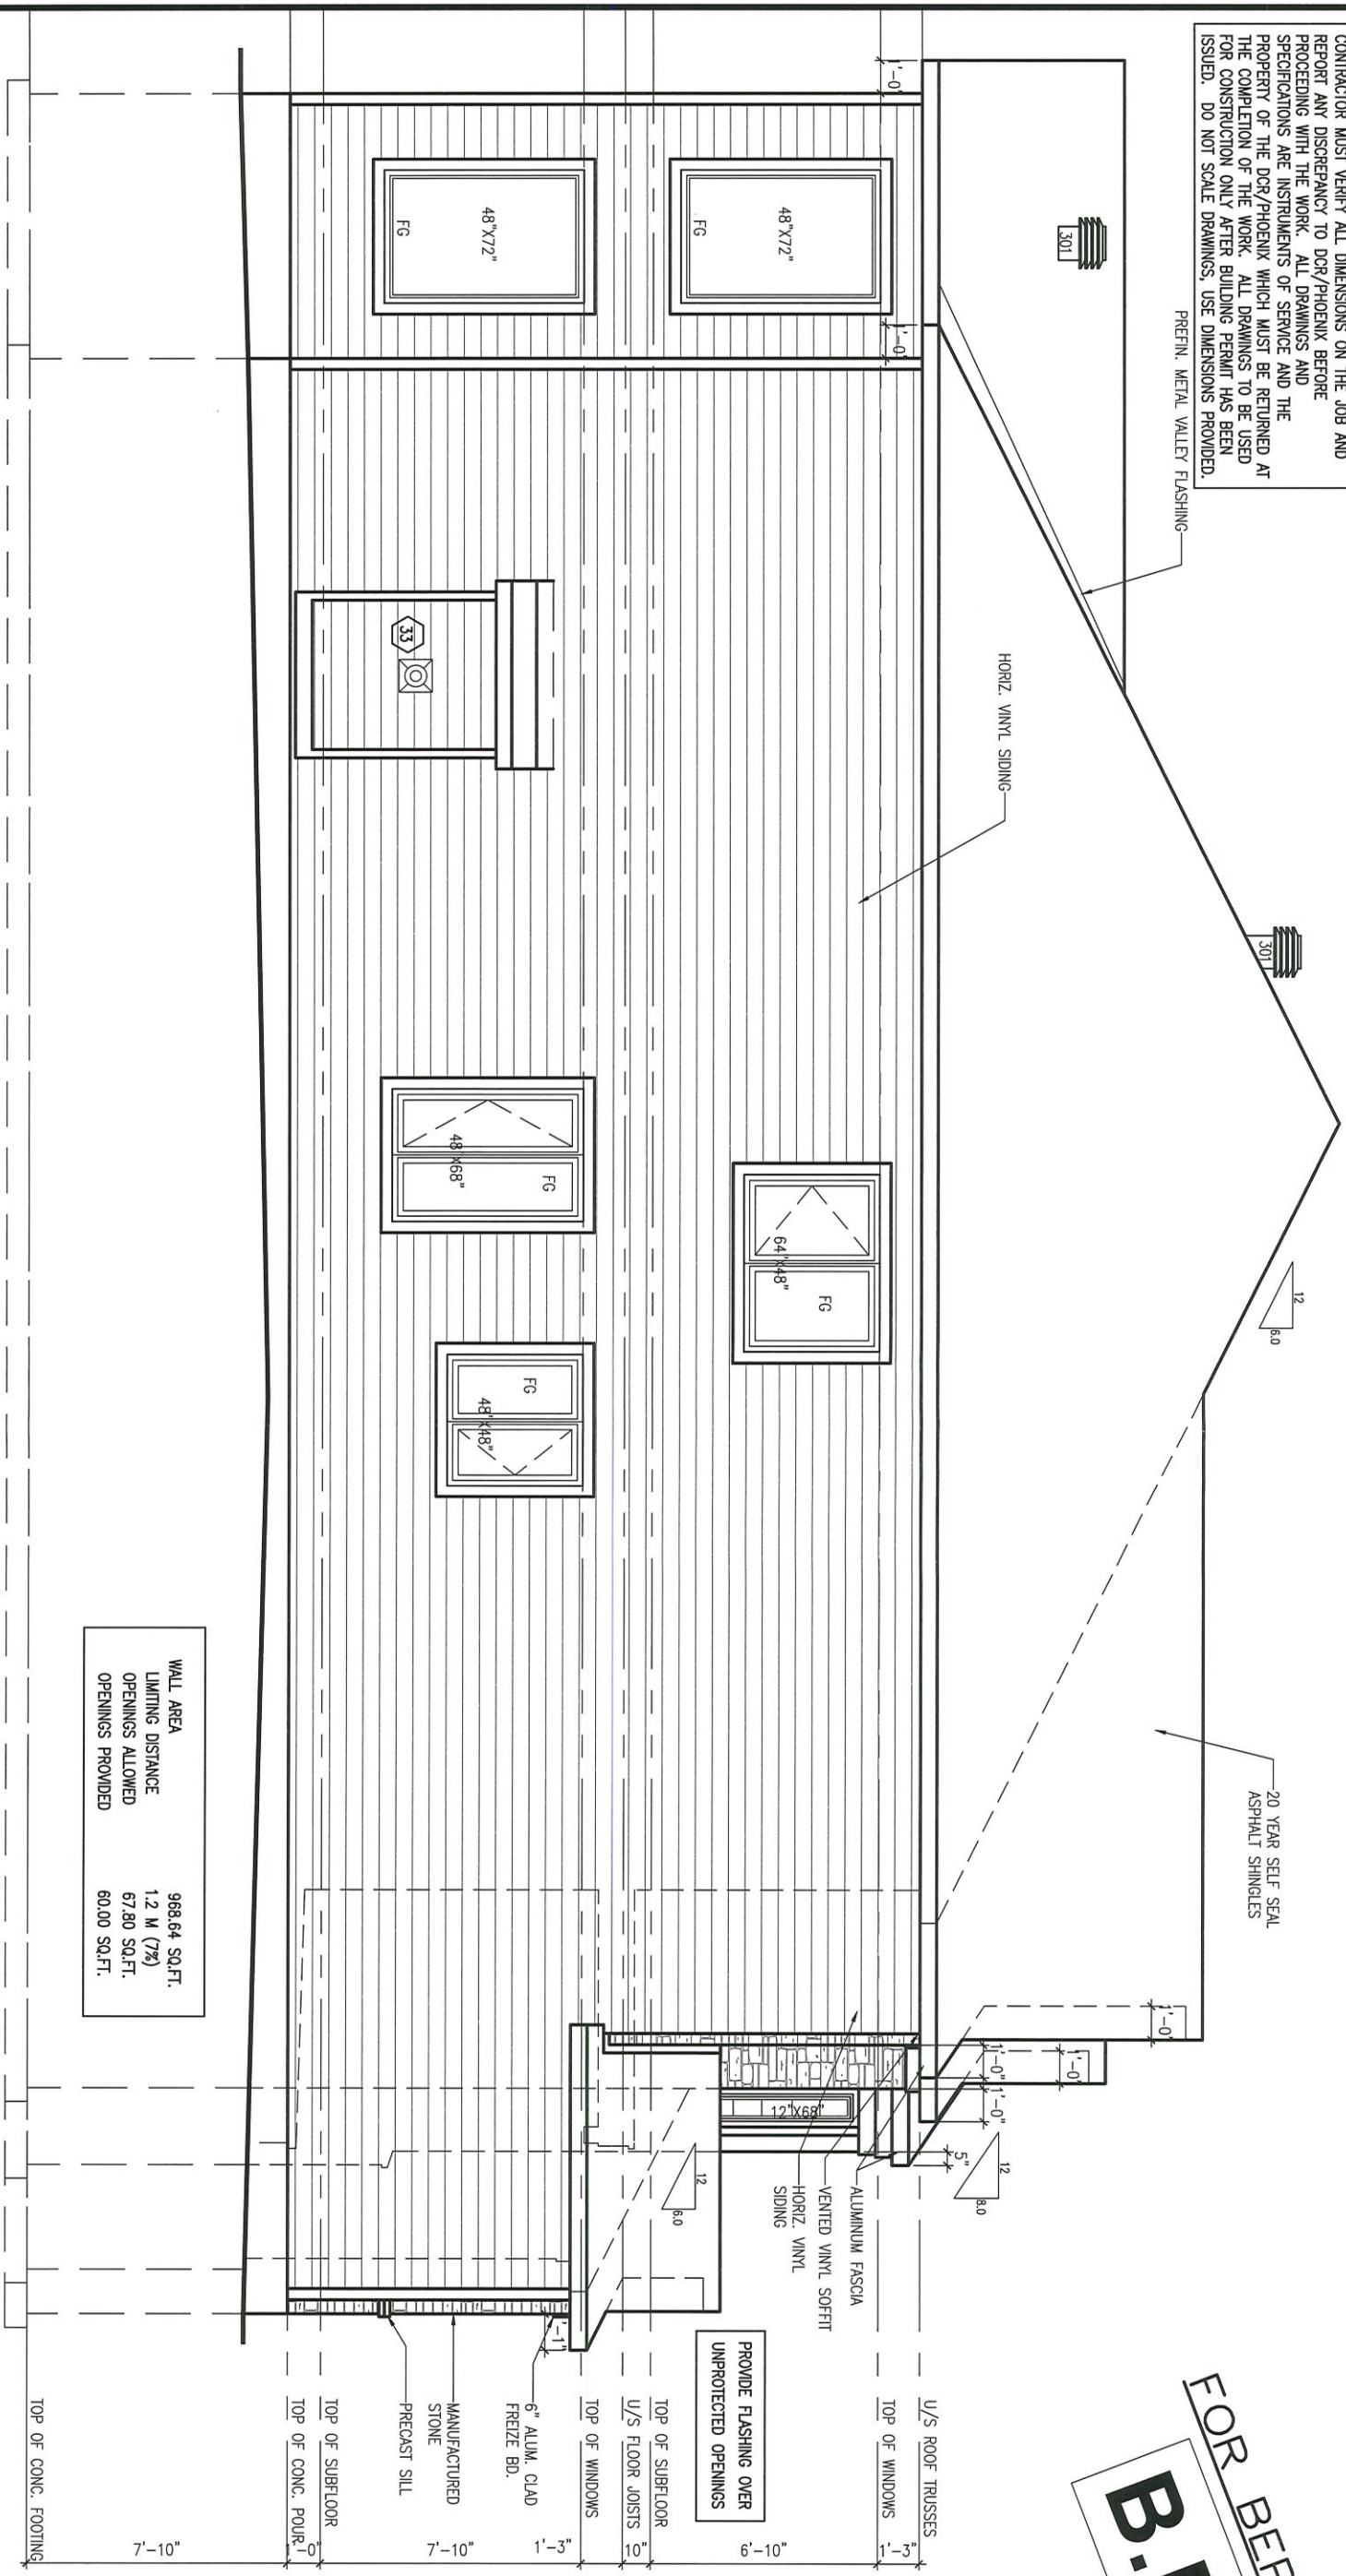 CONTRACTOR MUST VERIFY ALL DIMENSIONS ON THE JOB AND
REPORT ANY DISCREPANCY TO DCR/PHOENIX BEFORE
PROCEEDING WITH THE WORK. ALL DRAWINGS AND
SPECIFICATIONS ARE INSTRUMENTS OF SERVICE AND THE
PROPERTY OF THE DCR/PHOENIX WHICH MUST BE RETURNED AT
THE COMPLETION OF THE WORK. ALL DRAWINGS TO BE USED
FOR CONSTRUCTION ONLY AFTER BUILDING PERMIT HAS BEEN
ISSUED. DO NOT SCALE DRAWINGS, USE DIMENSIONS PROVIDED.
PREFIN. METAL VALLEY FLASHING
301
301
12
6.0
20 YEAR SELF SEAL
ASPHALT SHINGLES
HORIZ. VINYL SIDING
1'-0"
1'-0"
1'-0"
1'-0"
1'-0"
1'-0"
5"
12
8.0
48"X72"
FG
48"X72"
FG
33
48"X68"
FG
64"X48"
FG
FG
48"X48"
12"X68"
12
6.0
ALUMINUM FASCIA
VENTED VINYL SOFFIT
HORIZ. VINYL
SIDING
PROVIDE FLASHING OVER
UNPROTECTED OPENINGS
6" ALUM. CLAD
FREIZE BD.
MANUFACTURED
STONE
PRECAST SILL
U/S ROOF TRUSSES
1'-3"
TOP OF WINDOWS
6'-10"
TOP OF SUBFLOOR
10"
U/S FLOOR JOISTS
1'-3"
TOP OF WINDOWS
7'-10"
TOP OF SUBFLOOR
1'-0"
TOP OF CONC. POUR
7'-10"
TOP OF CONC. FOOTING
WALL AREA 968.64 SQ.FT.
LIMITING DISTANCE 1.2 M (7%)
OPENINGS ALLOWED 67.80 SQ.FT.
OPENINGS PROVIDED 60.00 SQ.FT.
FOR